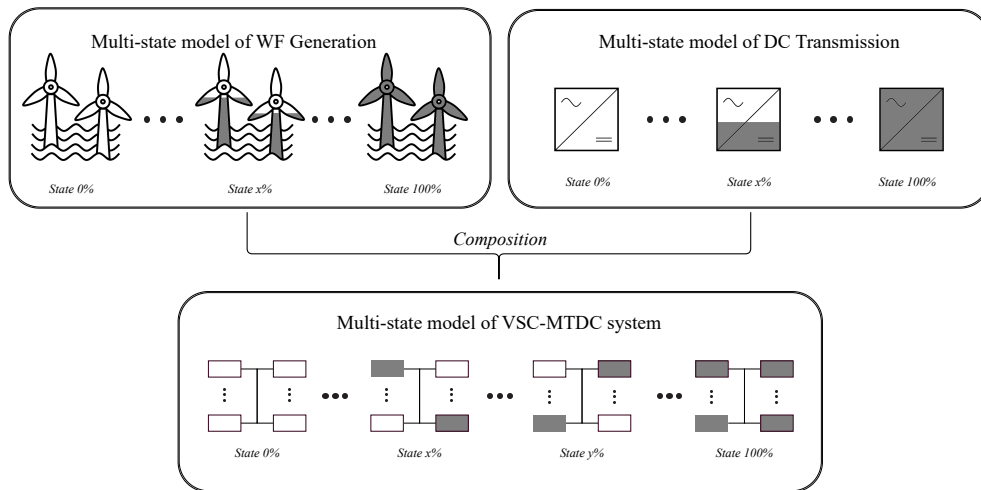 Multi-state model of WF Generation
State 0%
State x%
State 100%
Multi-state model of DC Transmission
State 0%
State x%
State 100%
Composition
Multi-state model of VSC-MTDC system
State 0%
State x%
State y%
State 100%